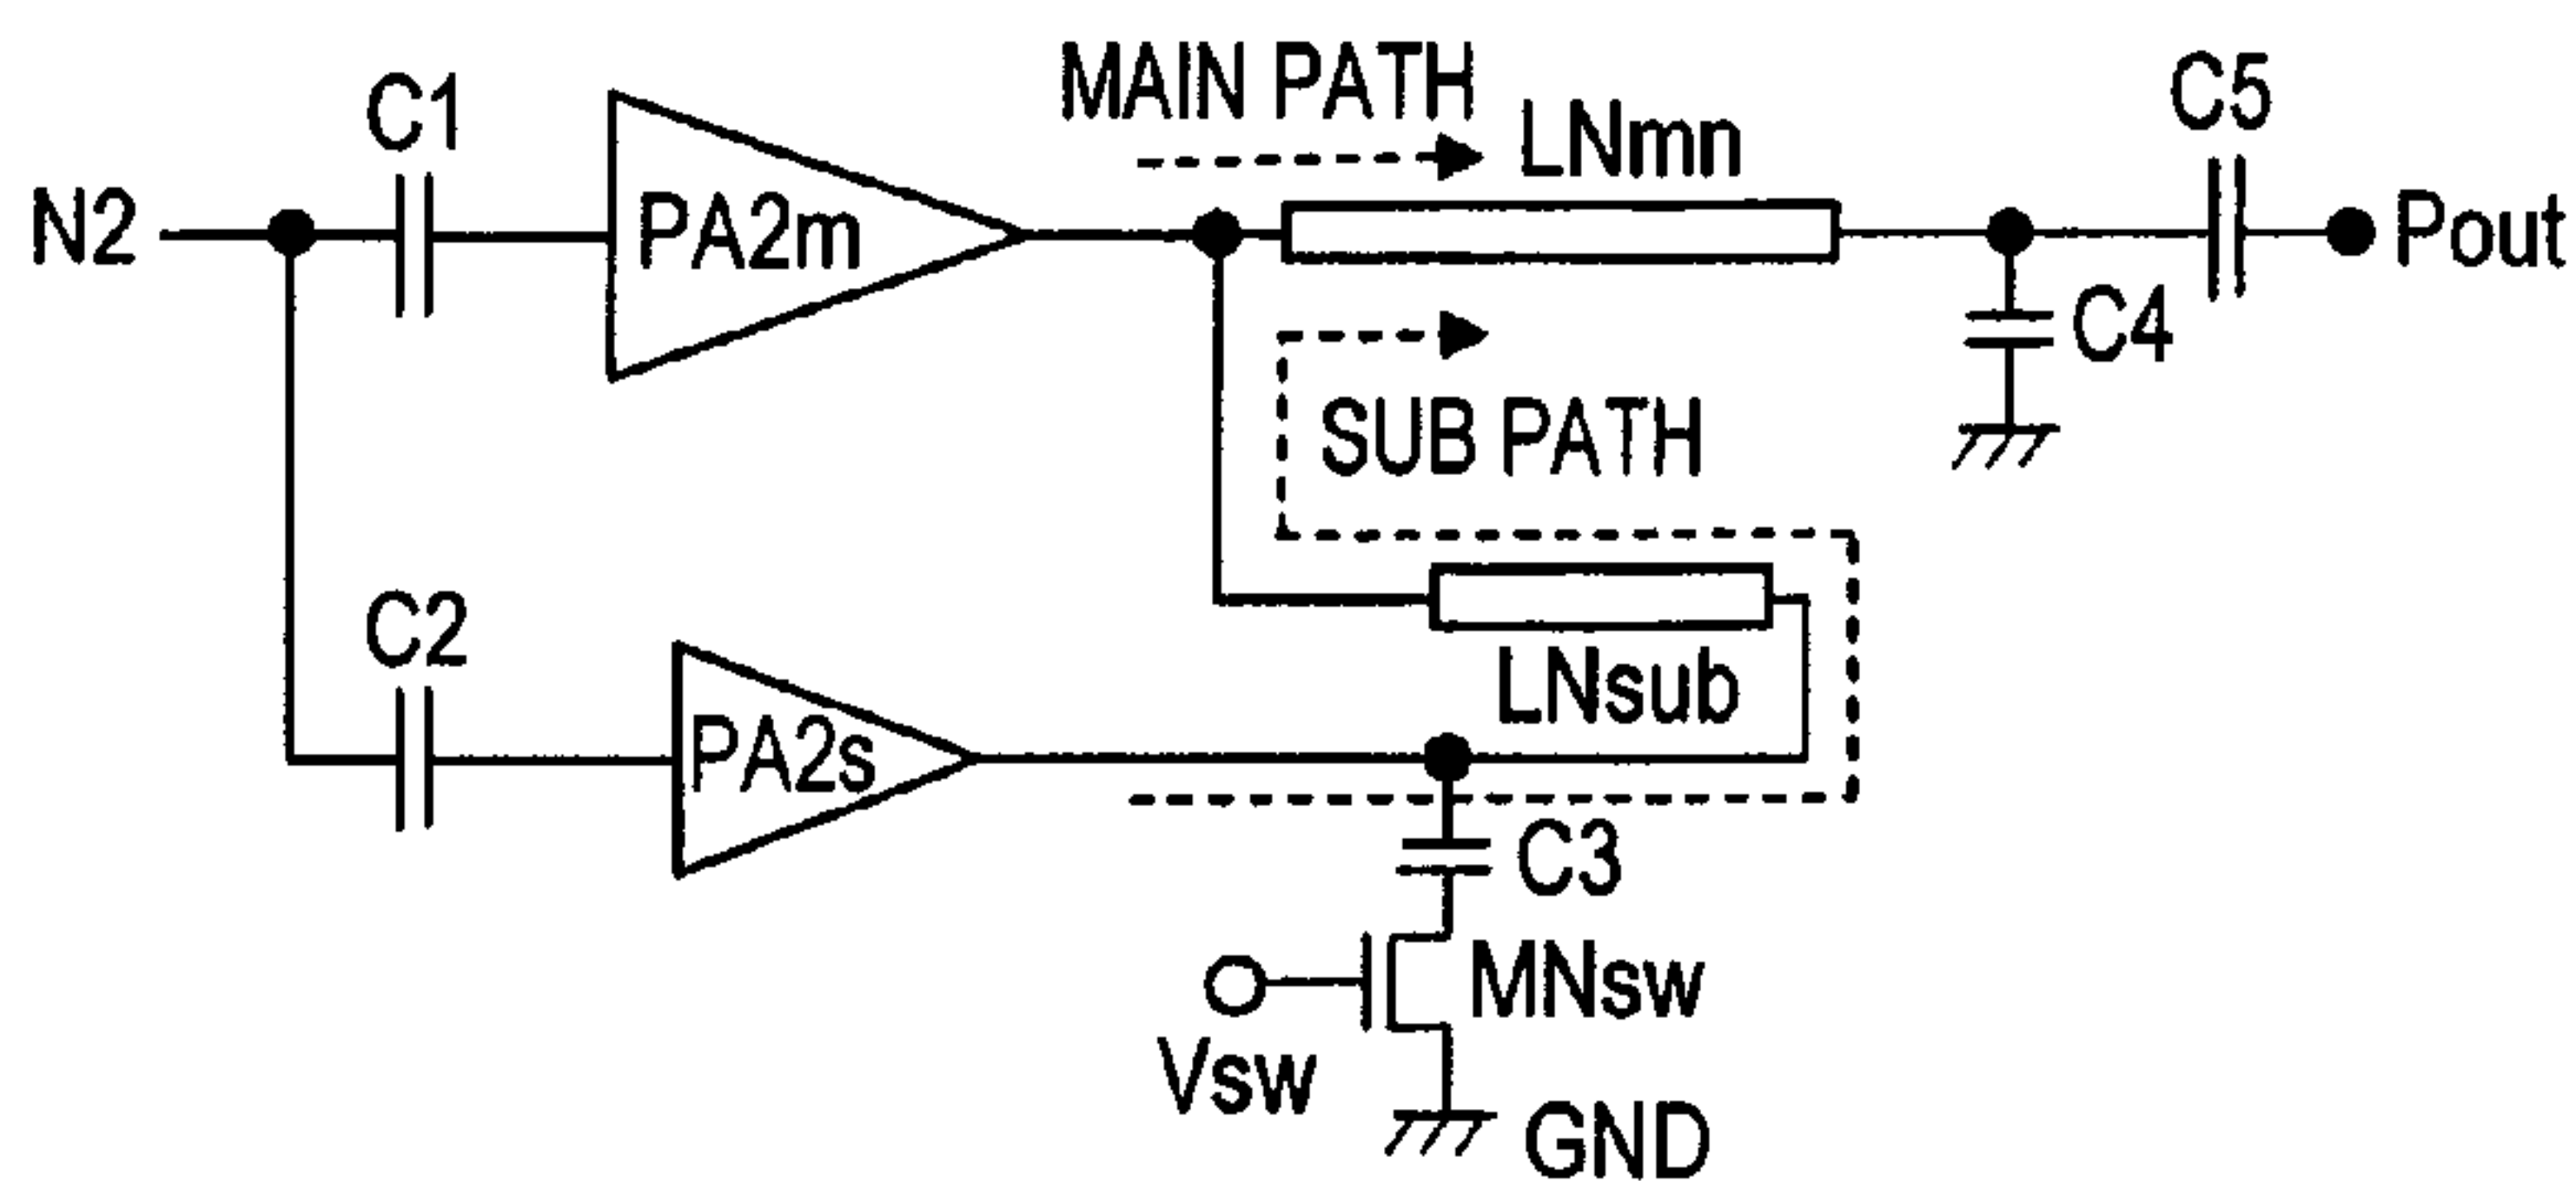 MAIN PATH
C1
LNmn
C5
N2
PA2m
Pout
C4
SUB PATH
C2
LNsub
PA2s
C3
MNsw
Vsw
GND